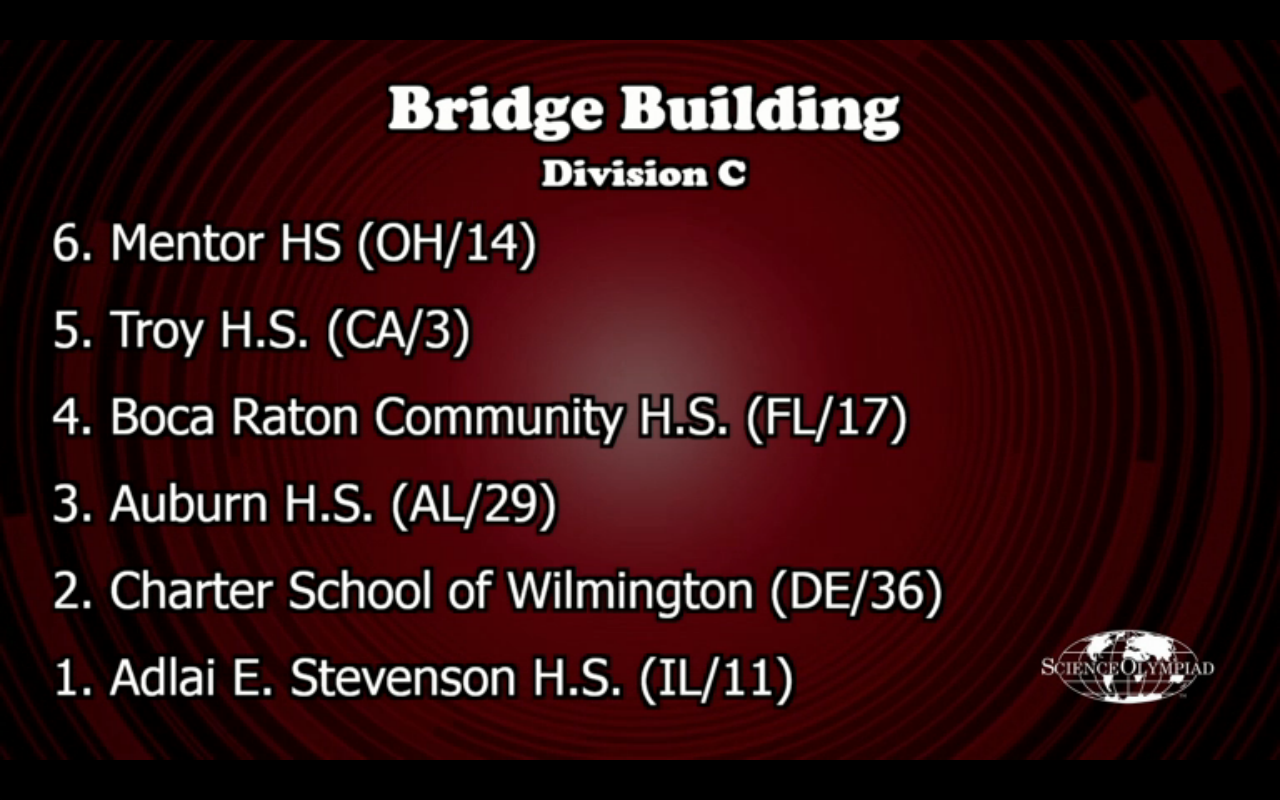 Bridge Building
Division C
6. Mentor HS (OH/14)
5. Troy H.S. (CA/3)
4. Boca Raton Community H.S. (FL/17)
3. Auburn H.S. (AL/29)
2. Charter School of Wilmington (DE/36)
1. Adlai E. Stevenson H.S. (IL/11)
SCIENCE OLYMPIAD